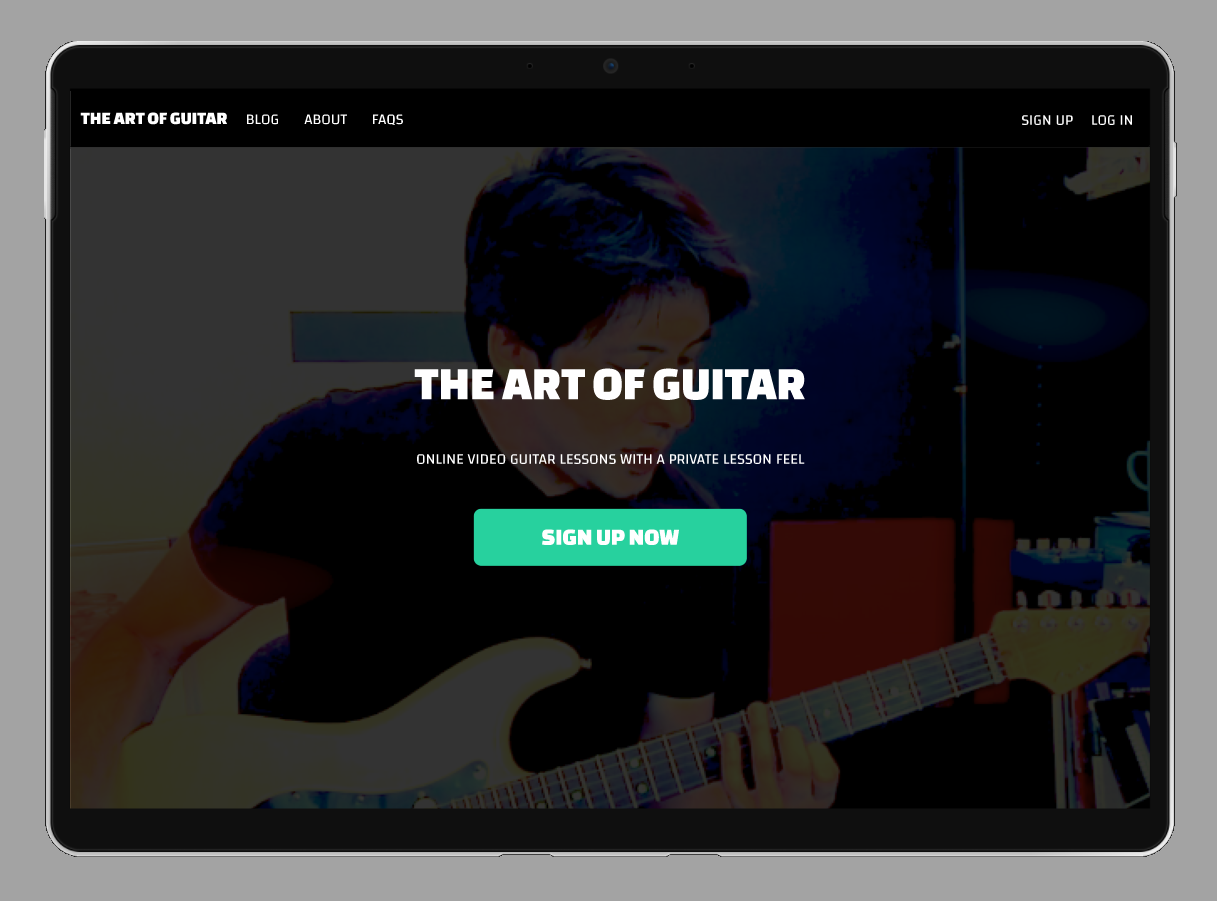 THE ART OF GUITAR BLOG ABOUT FAQS SIGN UP LOG IN
THE ART OF GUITAR
ONLINE VIDEO GUITAR LESSONS WITH A PRIVATE LESSON FEEL
SIGN UP NOW